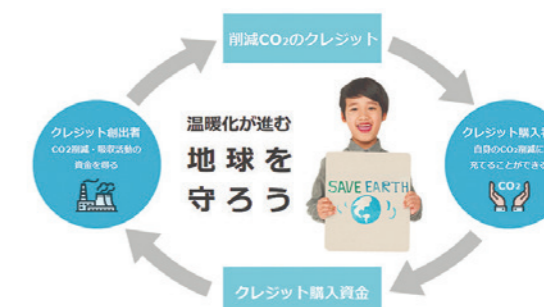 削減CO₂のクレジット
クレジット創出者
CO2削減・吸収活動の
資金を得る
温暖化が進む
地球を
守ろう
SAVE EARTH
クレジット購入
自身のCO₂削減に
充てることができる
CO₂
クレジット購入資金